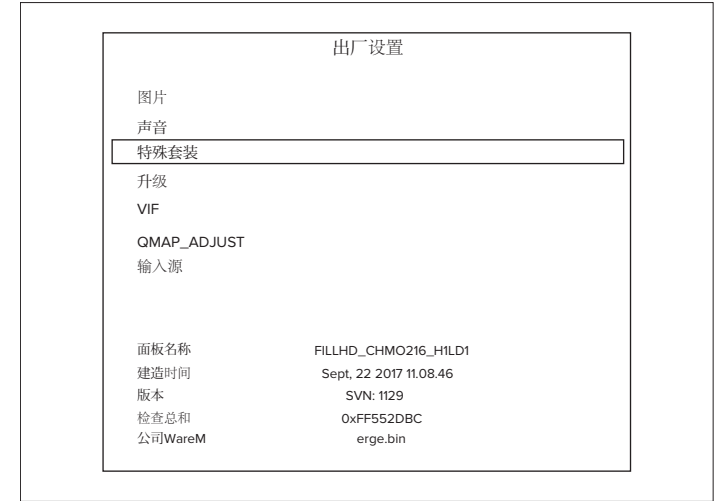 出厂设置
图片
声音
特殊套装
升级
VIF
QMAP_ADJUST
输入源
面板名称 FILLHD_CHMO216_H1LD1
建造时间 Sept, 22 2017 11.08.46
版本 SVN: 1129
检查总和 0xFF552DBC
公司WareM erge.bin